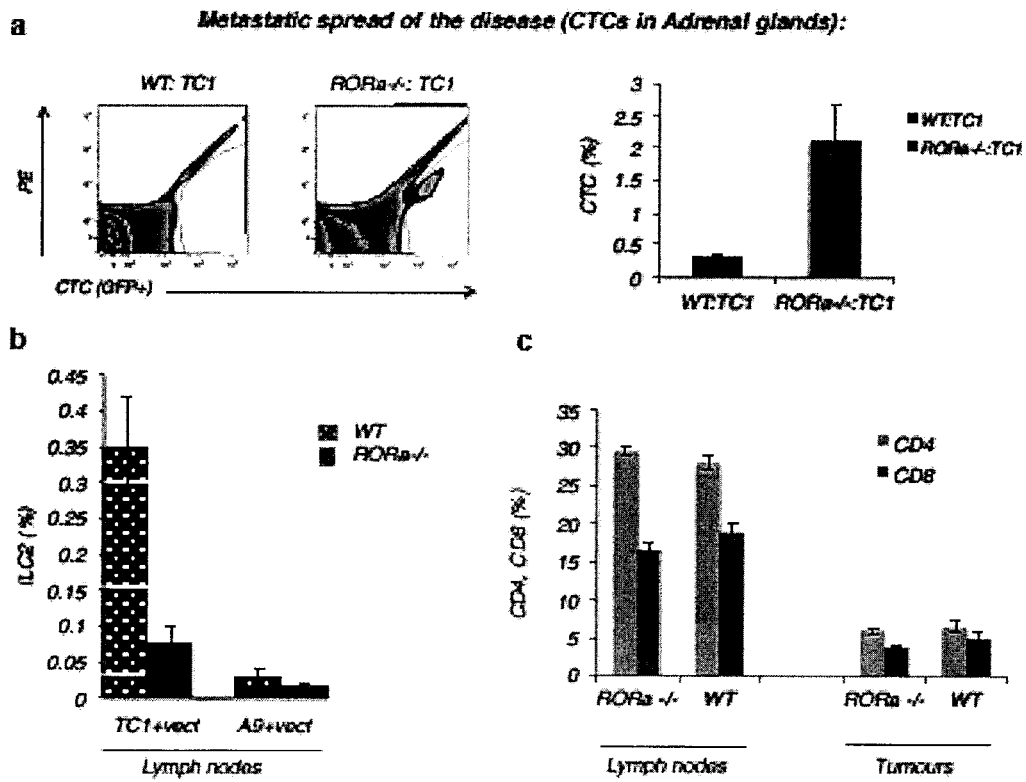 a
Metastatic spread of the disease (CTCs in Adrenal glands):
WT: TC1
RORa-/-: TC1
PE
CTC (GFP+)
CTC (%)
3
2.5
2
1.5
1
0.5
0
WT:TC1
RORa-/-:TC1
WT:TC1
RORa-/-:TC1
b
ILC2 (%)
0.45
0.4
0.35
0.3
0.25
0.2
0.15
0.1
0.05
0
WT
RORa-/-
TC1+vect
A9+vect
Lymph nodes
c
CD4, CD8 (%)
35
30
25
20
15
10
5
0
CD4
CD8
RORa -/-
WT
RORa -/-
WT
Lymph nodes
Tumours